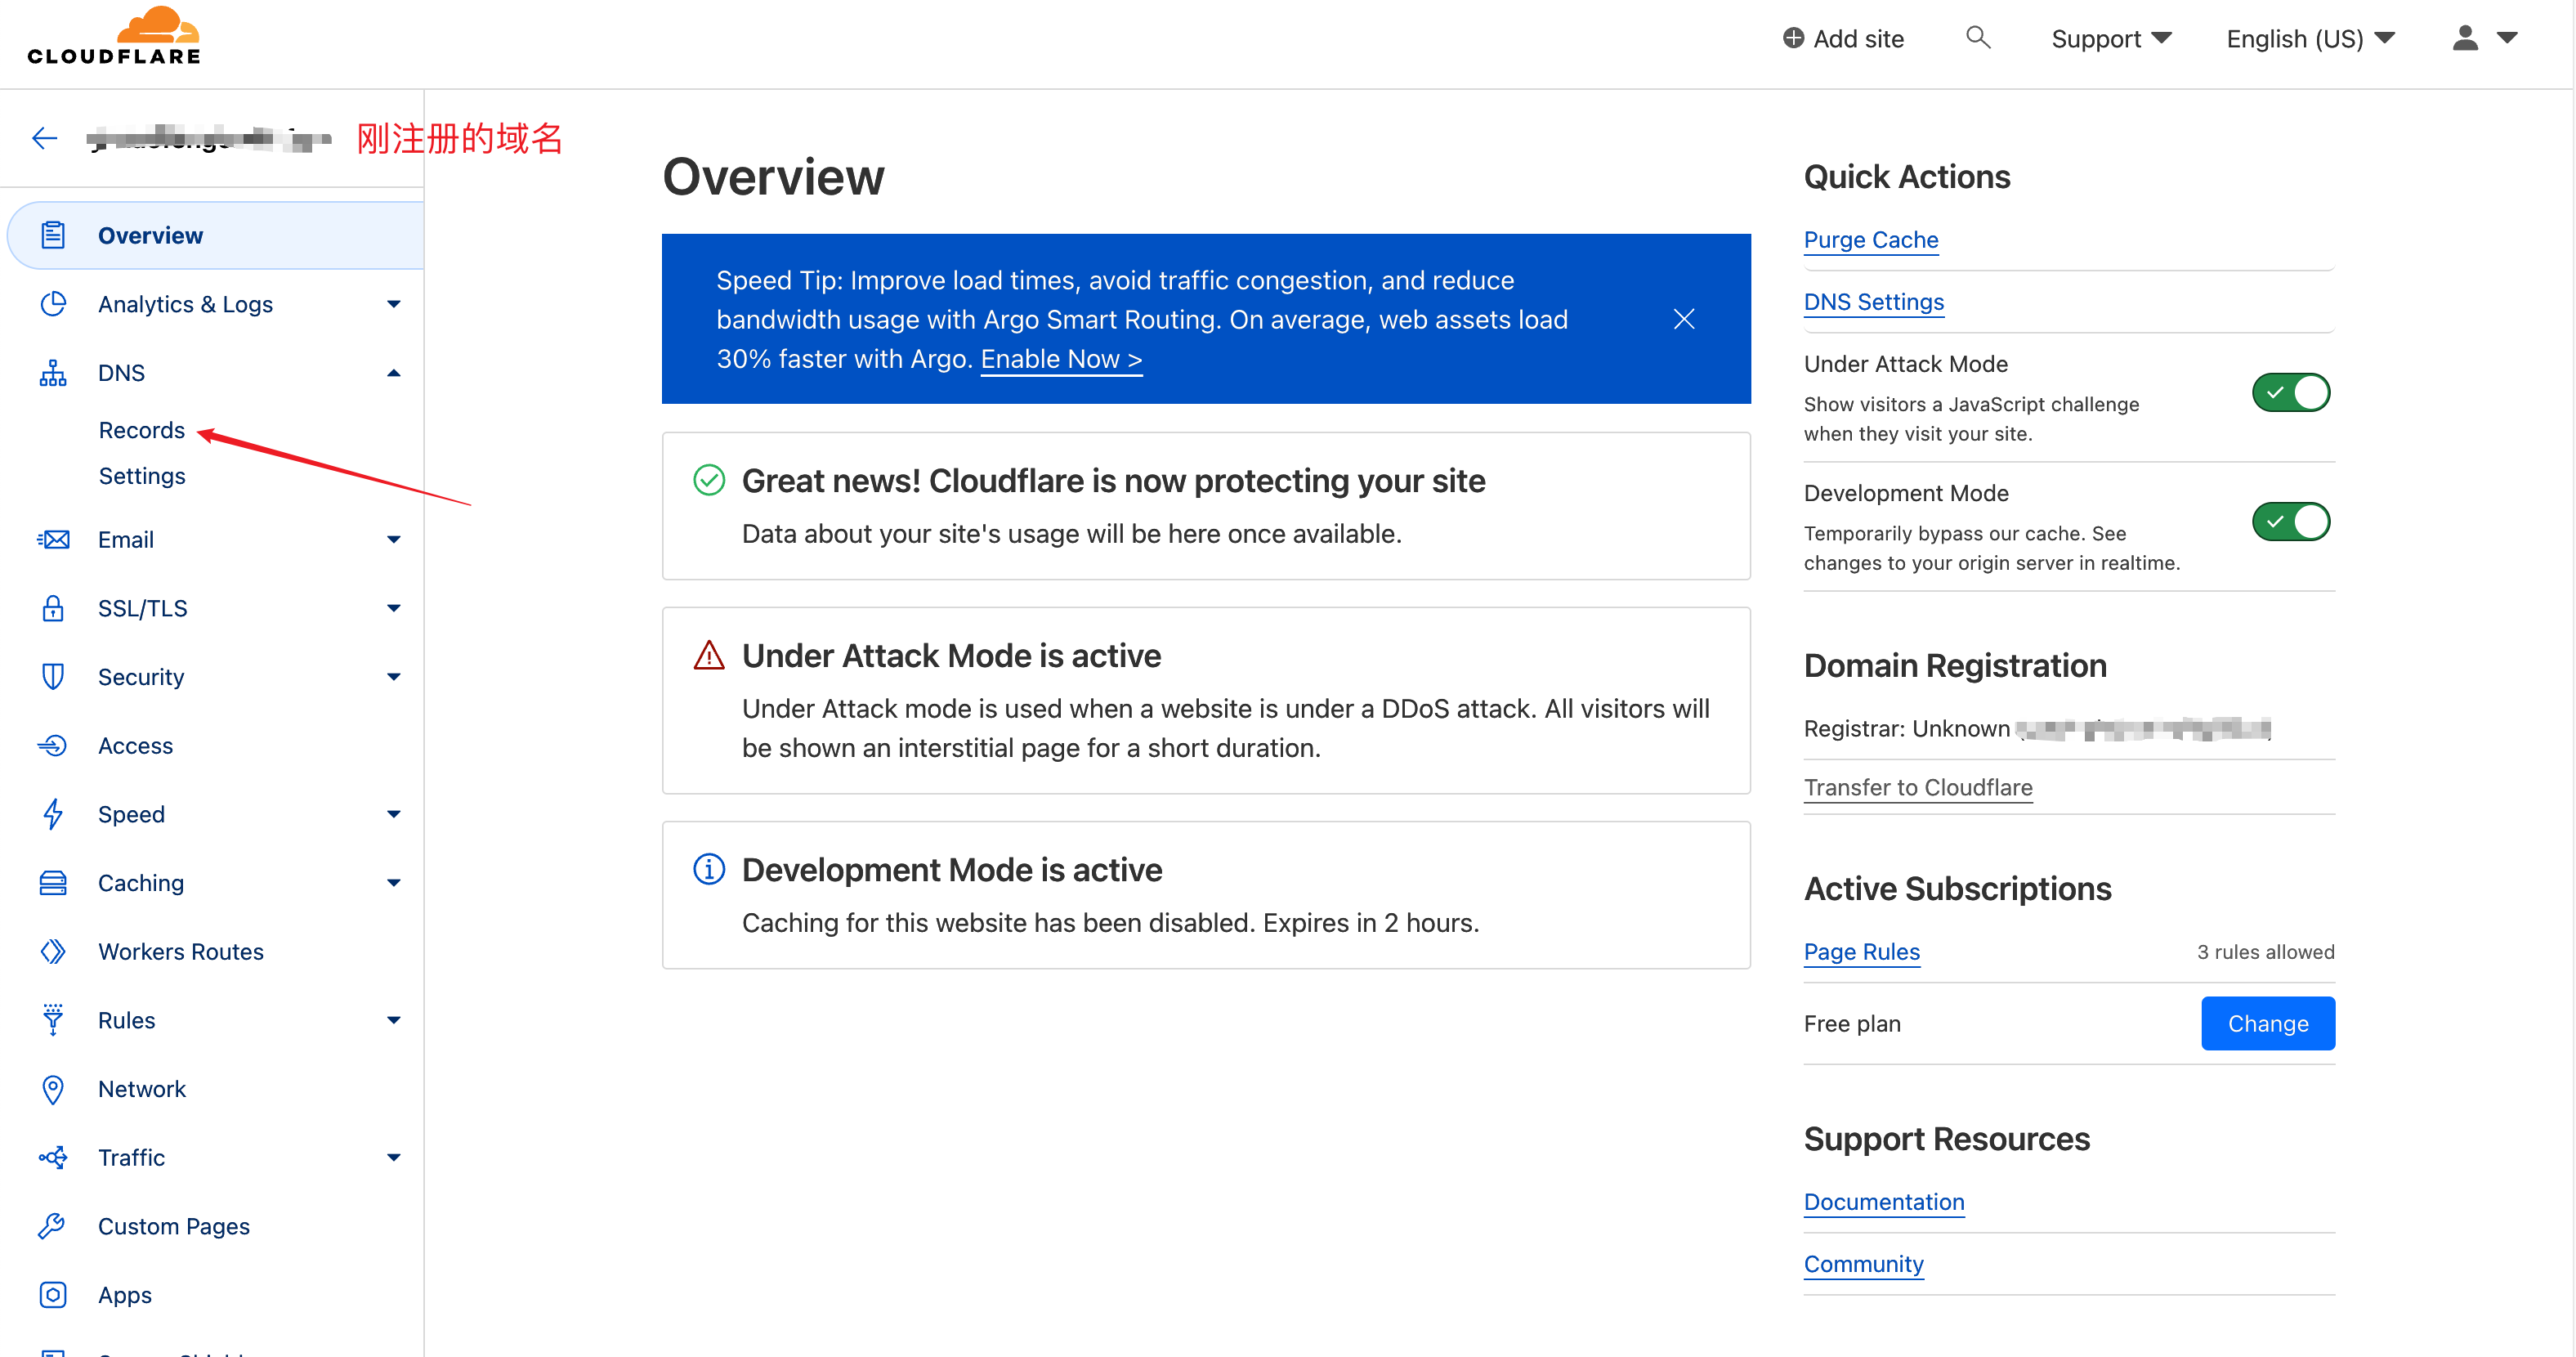 CLOUDFLARE
Add site
Support
English (US)
刚注册的域名
Overview
Analytics & Logs
DNS
Records
Settings
Email
SSL/TLS
Security
Access
Speed
Caching
Workers Routes
Rules
Network
Traffic
Custom Pages
Apps
Overview
Speed Tip: Improve load times, avoid traffic congestion, and reduce
bandwidth usage with Argo Smart Routing. On average, web assets load
30% faster with Argo. Enable Now >
Great news! Cloudflare is now protecting your site
Data about your site's usage will be here once available.
Under Attack Mode is active
Under Attack mode is used when a website is under a DDoS attack. All visitors will
be shown an interstitial page for a short duration.
Development Mode is active
Caching for this website has been disabled. Expires in 2 hours.
Quick Actions
Purge Cache
DNS Settings
Under Attack Mode
Show visitors a JavaScript challenge
when they visit your site.
Development Mode
Temporarily bypass our cache. See
changes to your origin server in realtime.
Domain Registration
Registrar: Unknown
Transfer to Cloudflare
Active Subscriptions
Page Rules
3 rules allowed
Free plan
Change
Support Resources
Documentation
Community